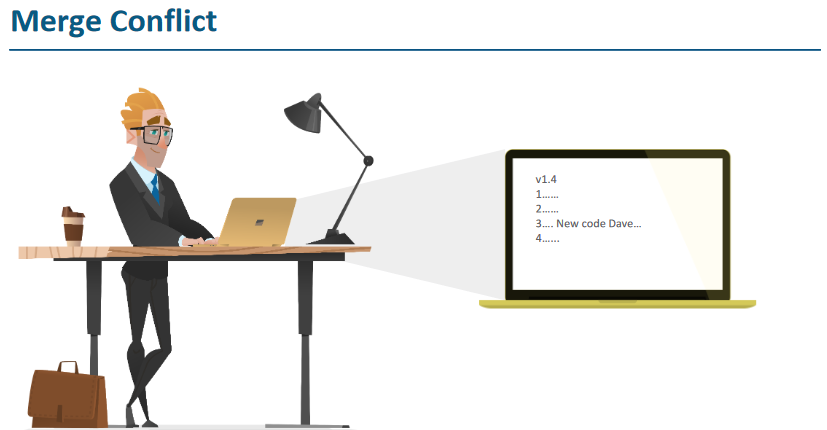 Merge Conflict
v1.4
1......
2......
3.... New code Dave...
4......